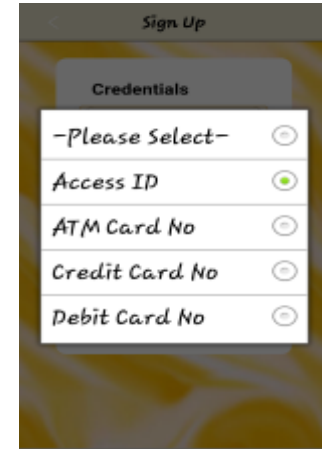 Sign Up
Credentials
-Please Select-
Access ID
ATM Card No
Credit Card No
Debit Card No